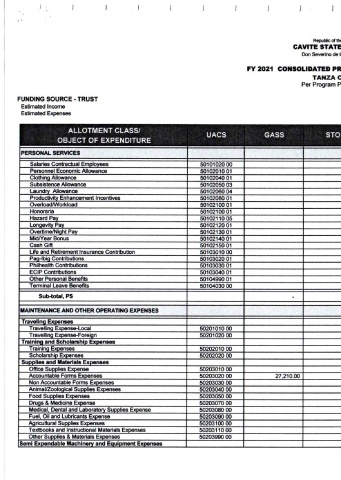 Republic of the
CAVITE STATE
Don Severino de l
FY 2021 CONSOLIDATED PR
TANZA C
Per Program P
FUNDING SOURCE - TRUST
Estimated Income
Estimated Expenses
ALLOTMENT CLASS/ OBJECT OF EXPENDITURE UACS GASS STO
PERSONAL SERVICES
Salaries Contractual Employees 50101020 00
Personnel Economic Allowance 50102010 01
Clothing Allowance 50102040 01
Subsistence Allowance 50102050 03
Laundry Allowance 50102060 04
Productivity Enhancement Incentives 50102080 01
Overload/Workload 50102100 01
Honoraria 50102100 01
Hazard Pay 50102110 05
Longevity Pay 50102120 01
Overtime/Night Pay 50102130 01
Mid/Year Bonus 50102140 01
Cash Gift 50102150 01
Life and Retirement Insurance Contribution 50103010 00
Pag-Ibig Contributions 50103020 01
Philhealth Contributions 50103030 01
ECIP Contributions 50103040 01
Other Personal Benefits 50104990 01
Terminal Leave Benefits 50104030 00
Sub-total, PS -
MAINTENANCE AND OTHER OPERATING EXPENSES
Travelling Expenses
Travelling Expense-Local 50201010 00
Travelling Expense-Foreign 50201020 00
Training and Scholarship Expenses
Training Expenses 50202010 00
Scholarship Expenses 50202020 00
Supplies and Materials Expenses
Office Supplies Expense 50203010 00
Accountable Forms Expenses 50203020 00 27,210.00
Non Accountable Forms Expenses 50203030 00
Animal/Zoological Supplies Expenses 50203040 00
Food Supplies Expenses 50203050 00
Drugs & Medicine Expense 50203070 00
Medical, Dental and Laboratory Supplies Expense 50203080 00
Fuel, Oil and Lubricants Expense 50203090 00
Agricultural Supplies Expenses 50203100 00
Textbooks and Instructional Materials Expenses 50203110 00
Other Supplies & Materials Expenses 50203990 00
Semi Expendable Machinery and Equipment Expenses